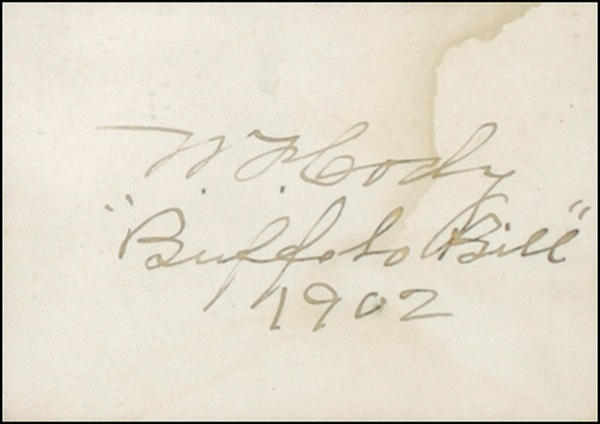 W. F. Cody
"Buffalo Bill"
1902